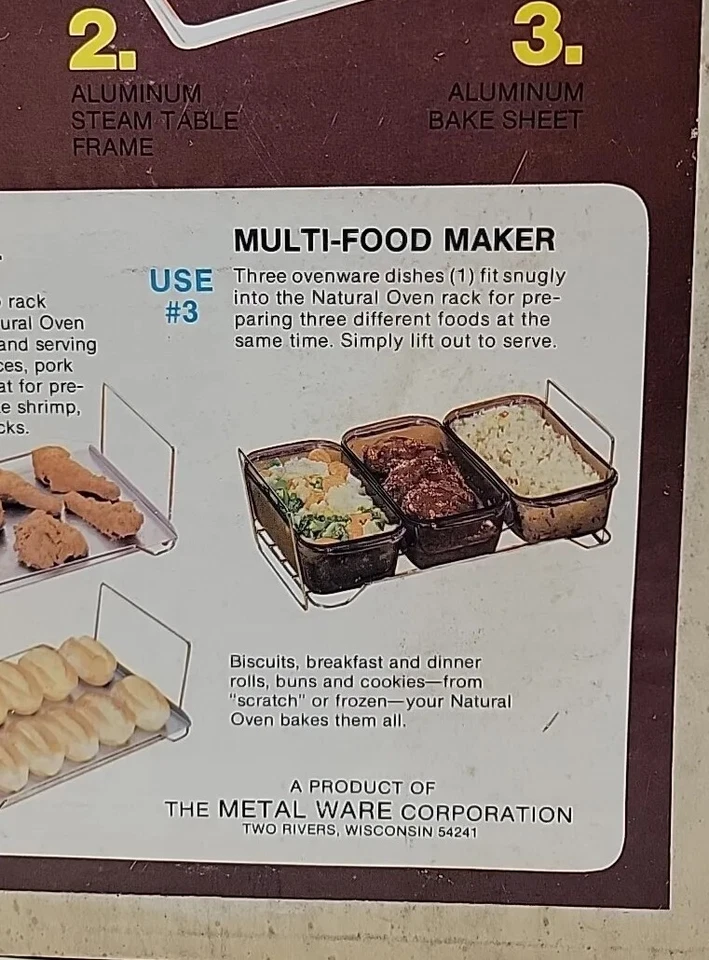 2.
ALUMINUM
STEAM TABLE
FRAME
3.
ALUMINUM
BAKE SHEET
rack
ural Oven
and serving
ces, pork
at for pre-
e shrimp,
cks.
USE
#3
MULTI-FOOD MAKER
Three ovenware dishes (1) fit snugly
into the Natural Oven rack for pre-
paring three different foods at the
same time. Simply lift out to serve.
Biscuits, breakfast and dinner
rolls, buns and cookies—from
"scratch" or frozen—your Natural
Oven bakes them all.
A PRODUCT OF
THE METAL WARE CORPORATION
TWO RIVERS, WISCONSIN 54241